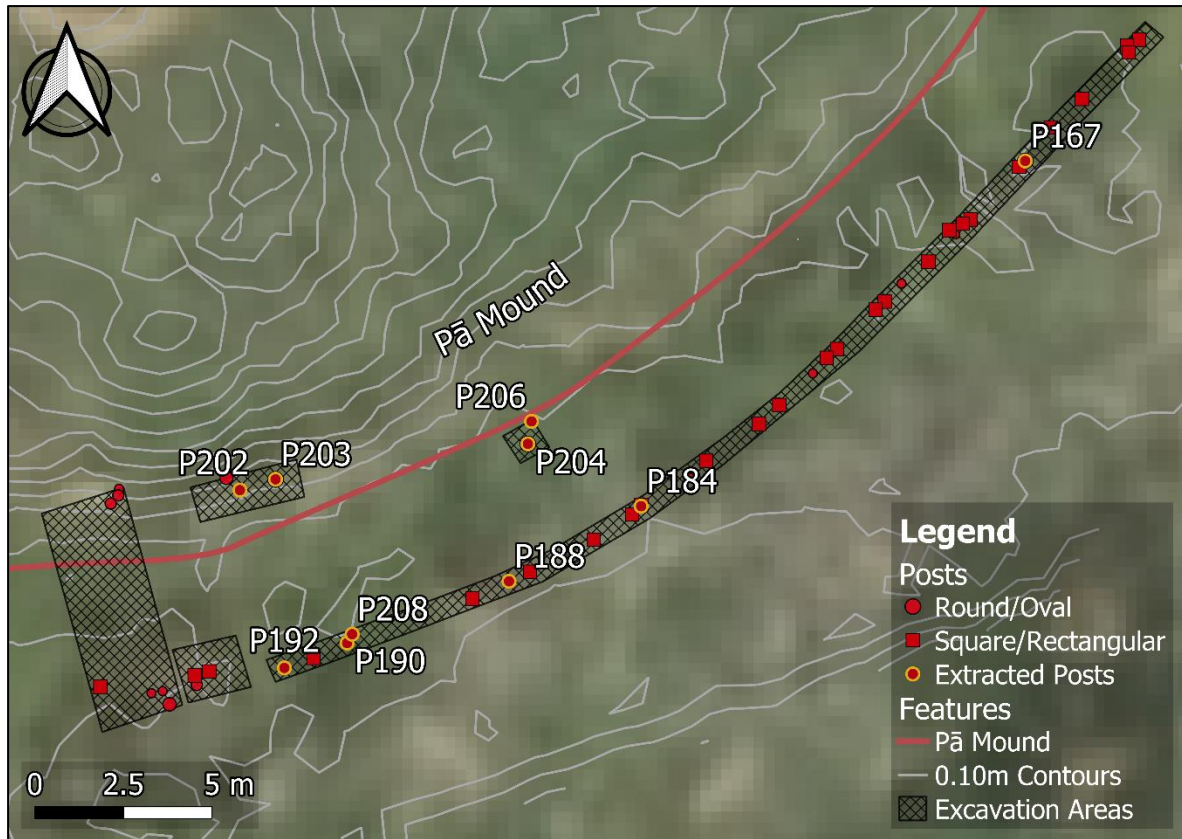 P167
Pā Mound
P206
P204
P202
P203
P184
P188
P208
P192
P190
Legend
Posts
Round/Oval
Square/Rectangular
Extracted Posts
Features
Pā Mound
0.10m Contours
Excavation Areas
0 2.5 5 m